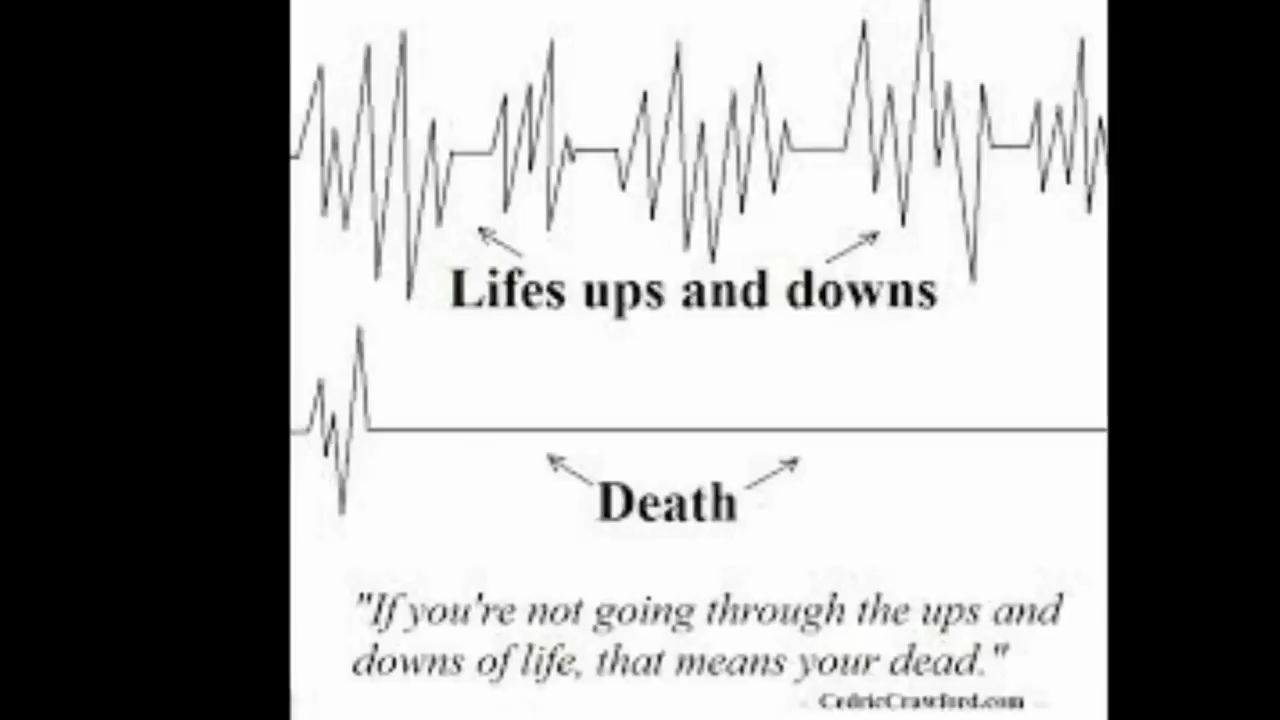 Lifes ups and downs
Death
"If you're not going through the ups and
downs of life, that means your dead."
CedricCrawford.com